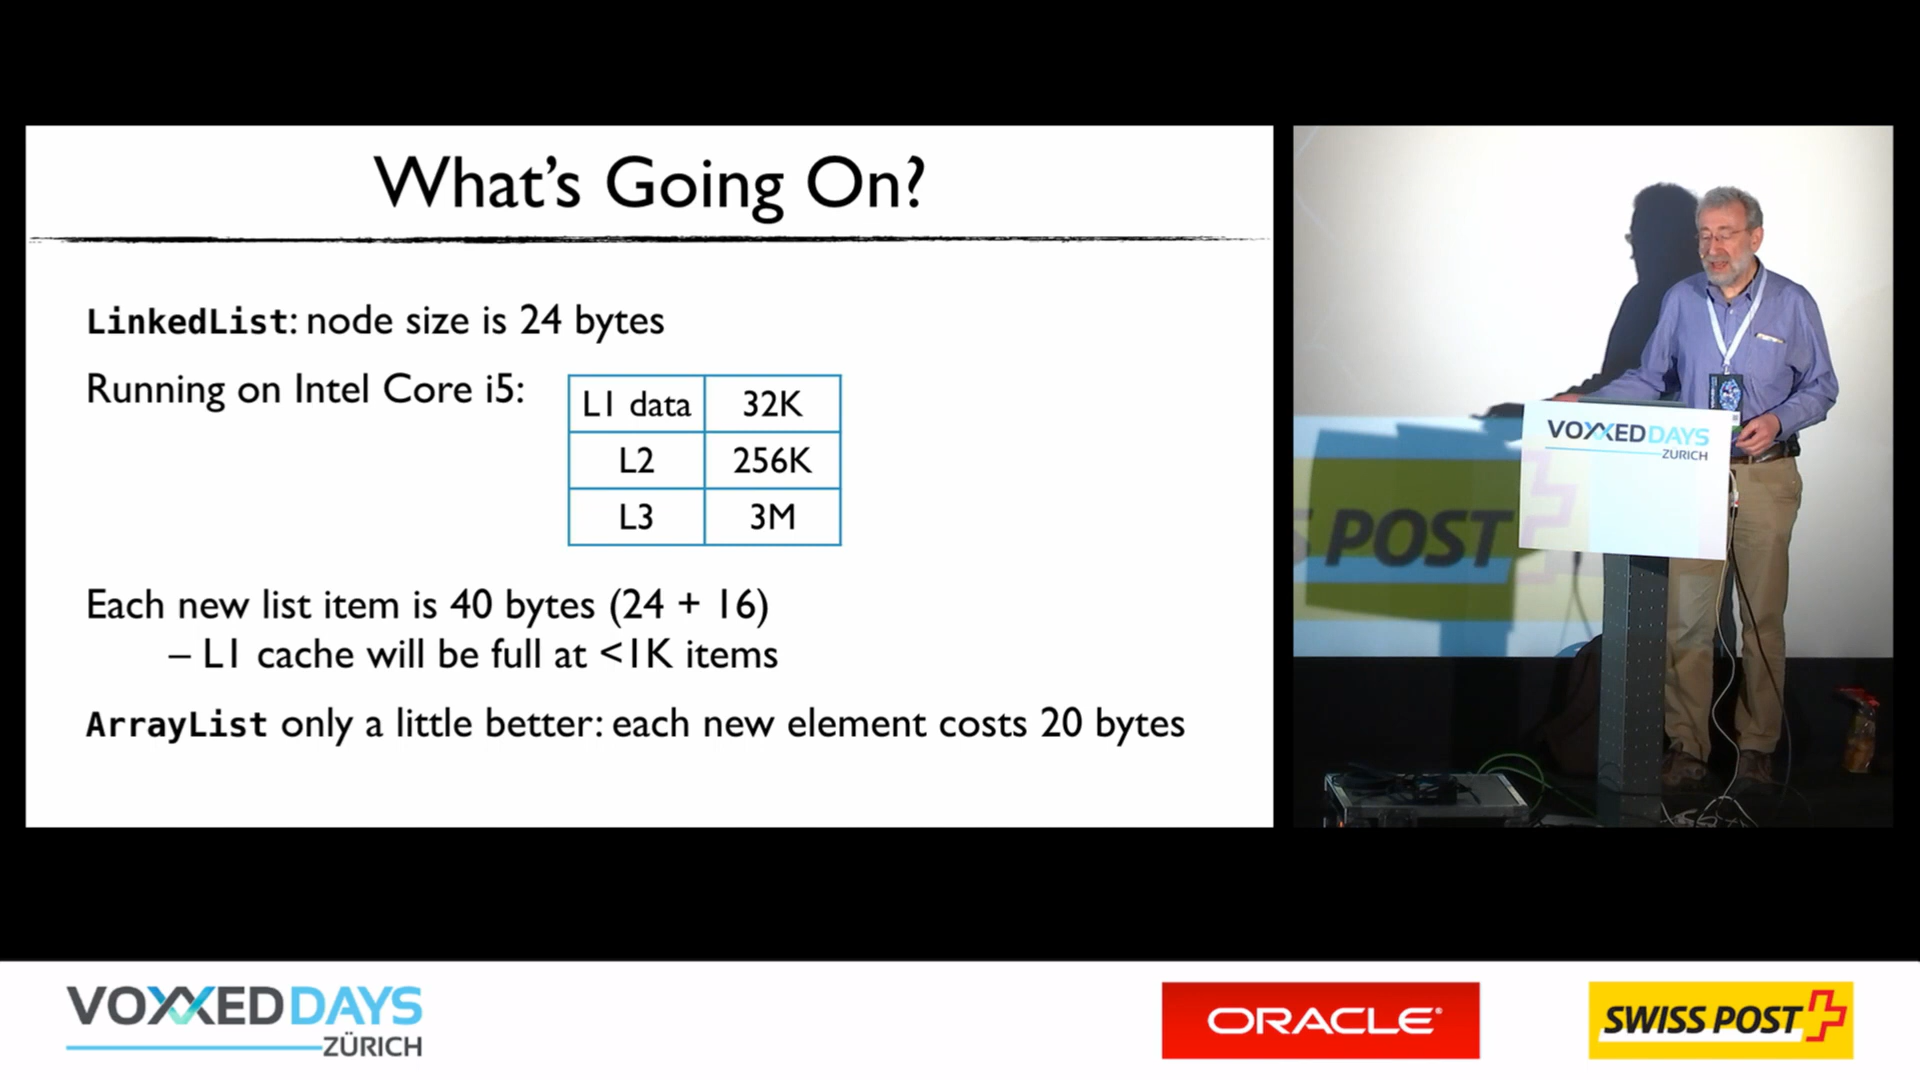 What's Going On?
LinkedList: node size is 24 bytes
Running on Intel Core i5:
L1 data 32K
L2 256K
L3 3M
Each new list item is 40 bytes (24 + 16)
– L1 cache will be full at <1K items
ArrayList only a little better: each new element costs 20 bytes
VOXXED DAYS
ZÜRICH
S POST
VOXXED DAYS
ZÜRICH
ORACLE®
SWISS POST